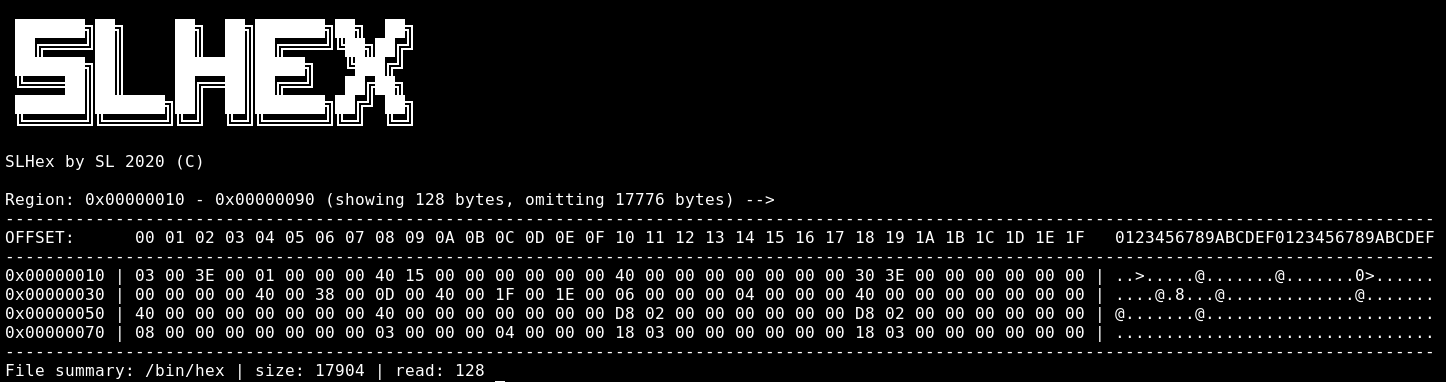 SLHEX
SLHex by SL 2020 (C)
Region: 0x00000010 - 0x00000090 (showing 128 bytes, omitting 17776 bytes) -->
-----------------------------------------------------------------------------------------------------------------------------------------------
OFFSET:      00 01 02 03 04 05 06 07 08 09 0A 0B 0C 0D 0E 0F 10 11 12 13 14 15 16 17 18 19 1A 1B 1C 1D 1E 1F   0123456789ABCDEF0123456789ABCDEF
-----------------------------------------------------------------------------------------------------------------------------------------------
0x00000010 | 03 00 3E 00 01 00 00 00 40 15 00 00 00 00 00 00 40 00 00 00 00 00 00 00 30 3E 00 00 00 00 00 00 | ..>.....@.......@.......0>......
0x00000030 | 00 00 00 00 40 00 38 00 0D 00 40 00 1F 00 1E 00 06 00 00 00 04 00 00 00 40 00 00 00 00 00 00 00 | ....@.8...@.............@.......
0x00000050 | 40 00 00 00 00 00 00 00 40 00 00 00 00 00 00 00 D8 02 00 00 00 00 00 00 D8 02 00 00 00 00 00 00 | @.......@.......................
0x00000070 | 08 00 00 00 00 00 00 00 03 00 00 00 04 00 00 00 18 03 00 00 00 00 00 00 18 03 00 00 00 00 00 00 | ................................
-----------------------------------------------------------------------------------------------------------------------------------------------
File summary: /bin/hex | size: 17904 | read: 128